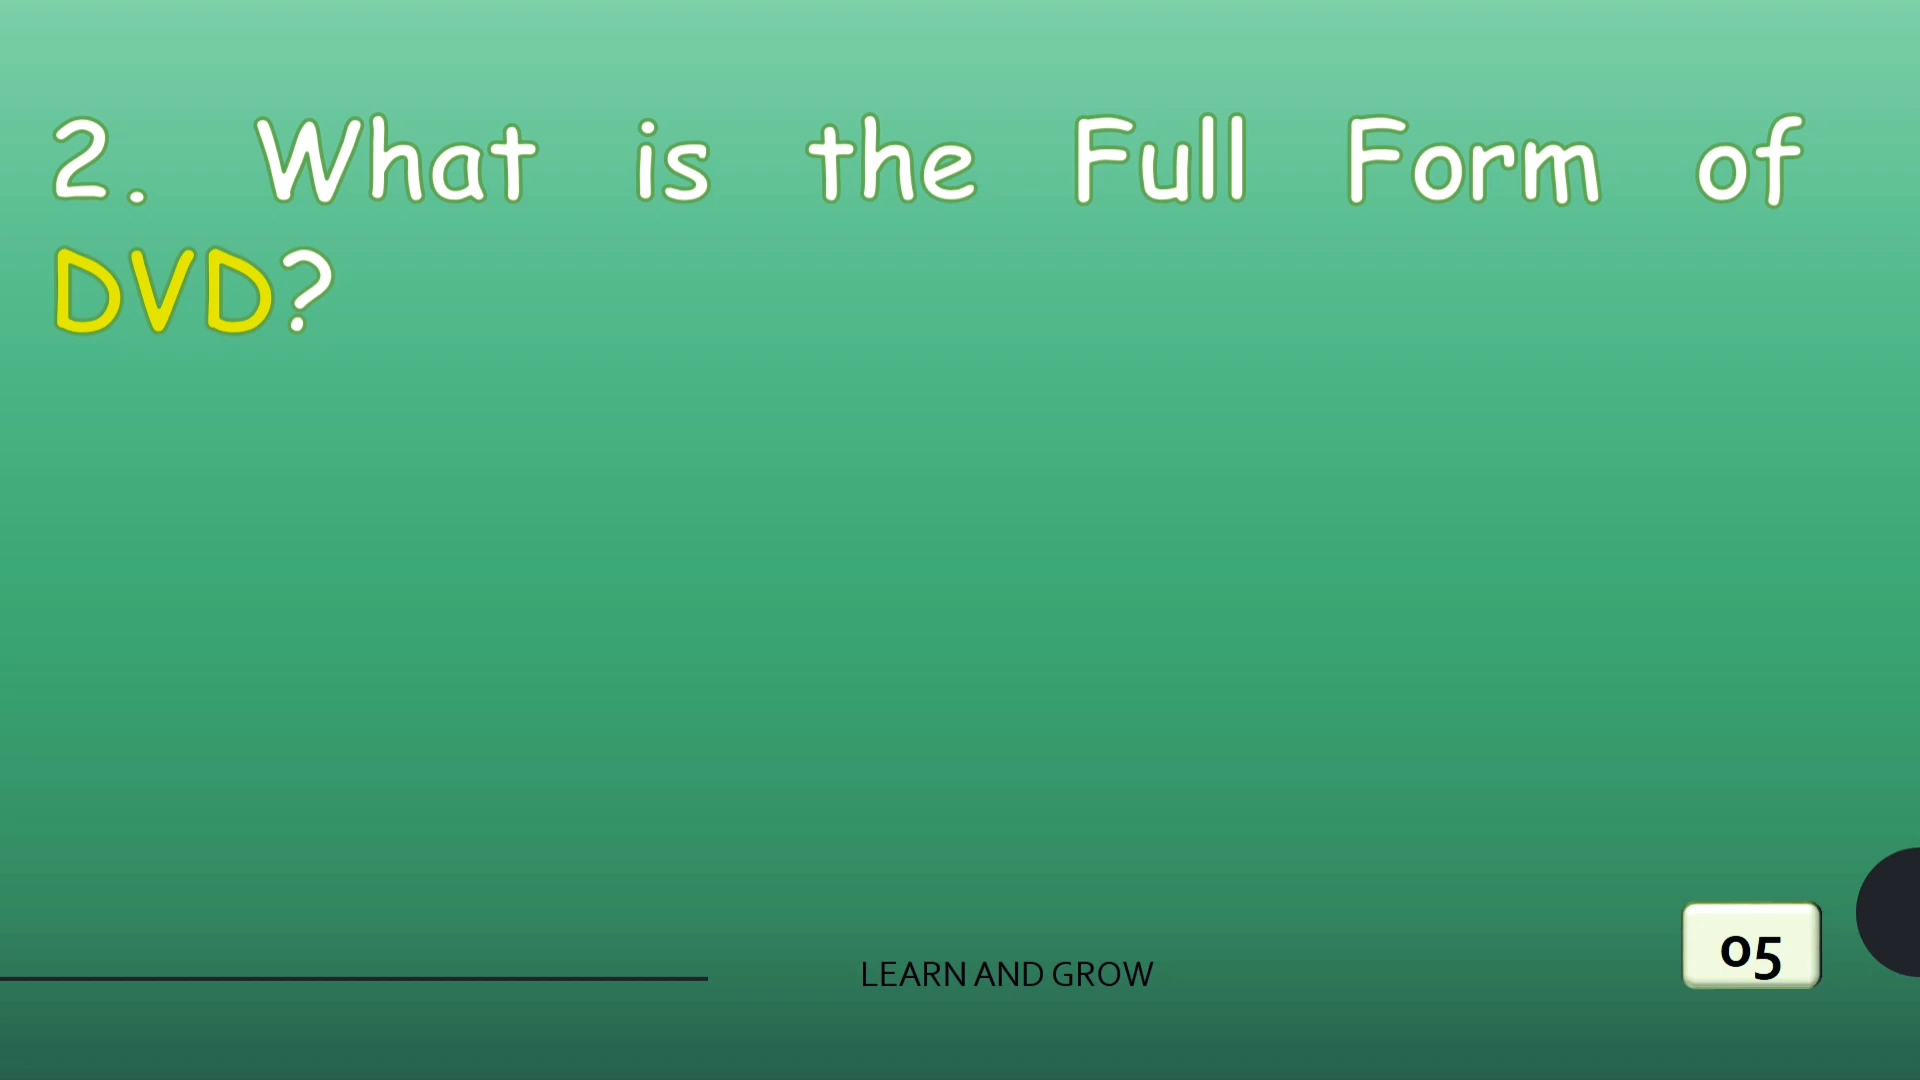 2. What is the Full Form of
DVD?
LEARN AND GROW
05